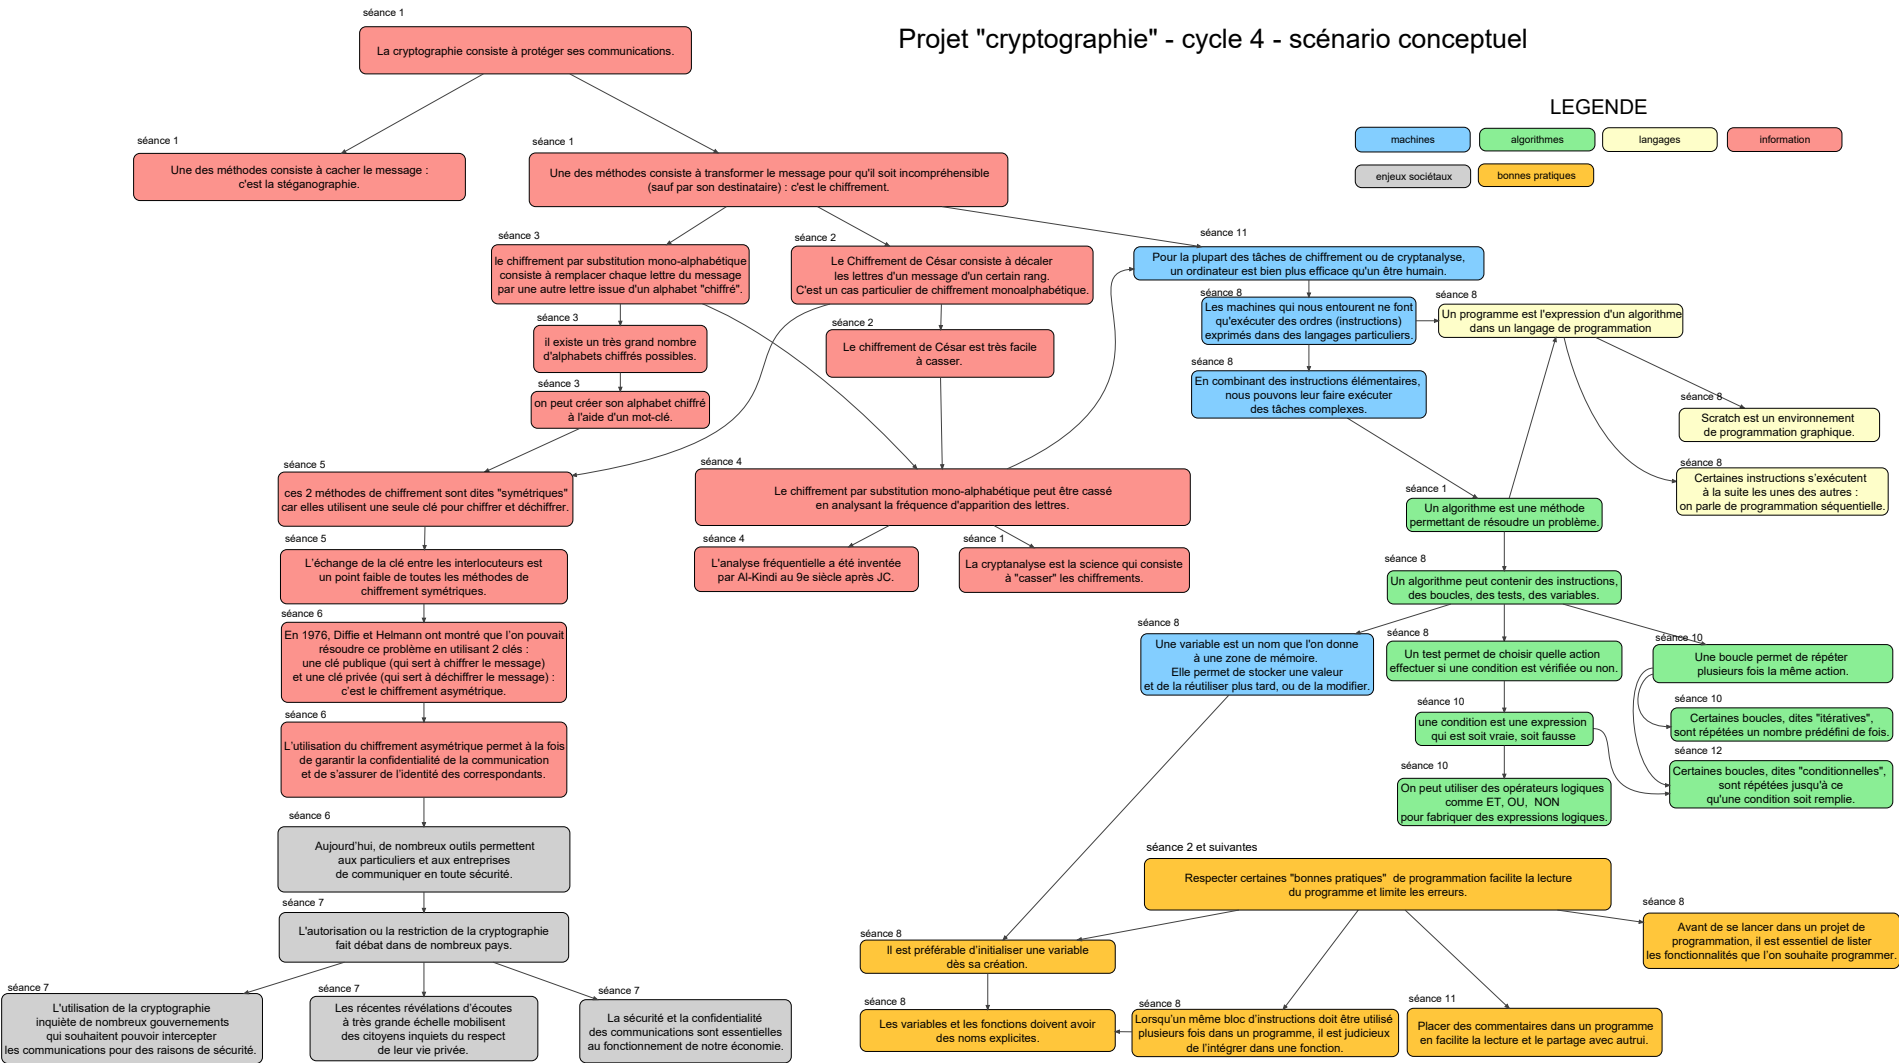 séance 1
La cryptographie consiste à protéger ses communications.
Projet "cryptographie" - cycle 4 - scénario conceptuel
LEGENDE
machines
algorithmes
langages
information
enjeux sociétaux
bonnes pratiques
séance 1
Une des méthodes consiste à cacher le message :
c'est la stéganographie.
séance 1
Une des méthodes consiste à transformer le message pour qu'il soit incompréhensible
(sauf par son destinataire) : c'est le chiffrement.
séance 3
le chiffrement par substitution mono-alphabétique
consiste à remplacer chaque lettre du message
par une autre lettre issue d'un alphabet "chiffré".
séance 2
Le Chiffrement de César consiste à décaler
les lettres d'un message d'un certain rang.
C'est un cas particulier de chiffrement monoalphabétique.
séance 11
Pour la plupart des tâches de chiffrement ou de cryptanalyse,
un ordinateur est bien plus efficace qu'un être humain.
séance 8
Les machines qui nous entourent ne font
qu'exécuter des ordres (instructions)
exprimés dans des langages particuliers.
séance 8
Un programme est l'expression d'un algorithme
dans un langage de programmation
séance 3
il existe un très grand nombre
d'alphabets chiffrés possibles.
séance 2
Le chiffrement de César est très facile
à casser.
séance 8
En combinant des instructions élémentaires,
nous pouvons leur faire exécuter
des tâches complexes.
séance 3
on peut créer son alphabet chiffré
à l'aide d'un mot-clé.
séance 8
Scratch est un environnement
de programmation graphique.
séance 5
ces 2 méthodes de chiffrement sont dites "symétriques"
car elles utilisent une seule clé pour chiffrer et déchiffrer.
séance 4
Le chiffrement par substitution mono-alphabétique peut être cassé
en analysant la fréquence d'apparition des lettres.
séance 8
Certaines instructions s'exécutent
à la suite les unes des autres :
on parle de programmation séquentielle.
séance 1
Un algorithme est une méthode
permettant de résoudre un problème.
séance 5
L'échange de la clé entre les interlocuteurs est
un point faible de toutes les méthodes de
chiffrement symétriques.
séance 4
L'analyse fréquentielle a été inventée
par Al-Kindi au 9e siècle après JC.
séance 1
La cryptanalyse est la science qui consiste
à "casser" les chiffrements.
séance 8
Un algorithme peut contenir des instructions,
des boucles, des tests, des variables.
séance 6
En 1976, Diffie et Helmann ont montré que l'on pouvait
résoudre ce problème en utilisant 2 clés :
une clé publique (qui sert à chiffrer le message)
et une clé privée (qui sert à déchiffrer le message) :
c'est le chiffrement asymétrique.
séance 8
Une variable est un nom que l'on donne
à une zone de mémoire.
Elle permet de stocker une valeur
et de la réutiliser plus tard, ou de la modifier.
séance 8
Un test permet de choisir quelle action
effectuer si une condition est vérifiée ou non.
séance 10
Une boucle permet de répéter
plusieurs fois la même action.
séance 10
une condition est une expression
qui est soit vraie, soit fausse
séance 10
Certaines boucles, dites "itératives",
sont répétées un nombre prédéfini de fois.
séance 6
L'utilisation du chiffrement asymétrique permet à la fois
de garantir la confidentialité de la communication
et de s'assurer de l'identité des correspondants.
séance 12
Certaines boucles, dites "conditionnelles",
sont répétées jusqu'à ce
qu'une condition soit remplie.
séance 10
On peut utiliser des opérateurs logiques
comme ET, OU, NON
pour fabriquer des expressions logiques.
séance 6
Aujourd'hui, de nombreux outils permettent
aux particuliers et aux entreprises
de communiquer en toute sécurité.
séance 2 et suivantes
Respecter certaines "bonnes pratiques" de programmation facilite la lecture
du programme et limite les erreurs.
séance 7
L'autorisation ou la restriction de la cryptographie
fait débat dans de nombreux pays.
séance 8
Il est préférable d'initialiser une variable
dès sa création.
séance 8
Avant de se lancer dans un projet de
programmation, il est essentiel de lister
les fonctionnalités que l'on souhaite programmer.
séance 7
L'utilisation de la cryptographie
inquiète de nombreux gouvernements
qui souhaitent pouvoir intercepter
les communications pour des raisons de sécurité.
séance 7
Les récentes révélations d'écoutes
à très grande échelle mobilisent
des citoyens inquiets du respect
de leur vie privée.
séance 7
La sécurité et la confidentialité
des communications sont essentielles
au fonctionnement de notre économie.
séance 8
Les variables et les fonctions doivent avoir
des noms explicites.
séance 8
Lorsqu'un même bloc d'instructions doit être utilisé
plusieurs fois dans un programme, il est judicieux
de l'intégrer dans une fonction.
séance 11
Placer des commentaires dans un programme
en facilite la lecture et le partage avec autrui.